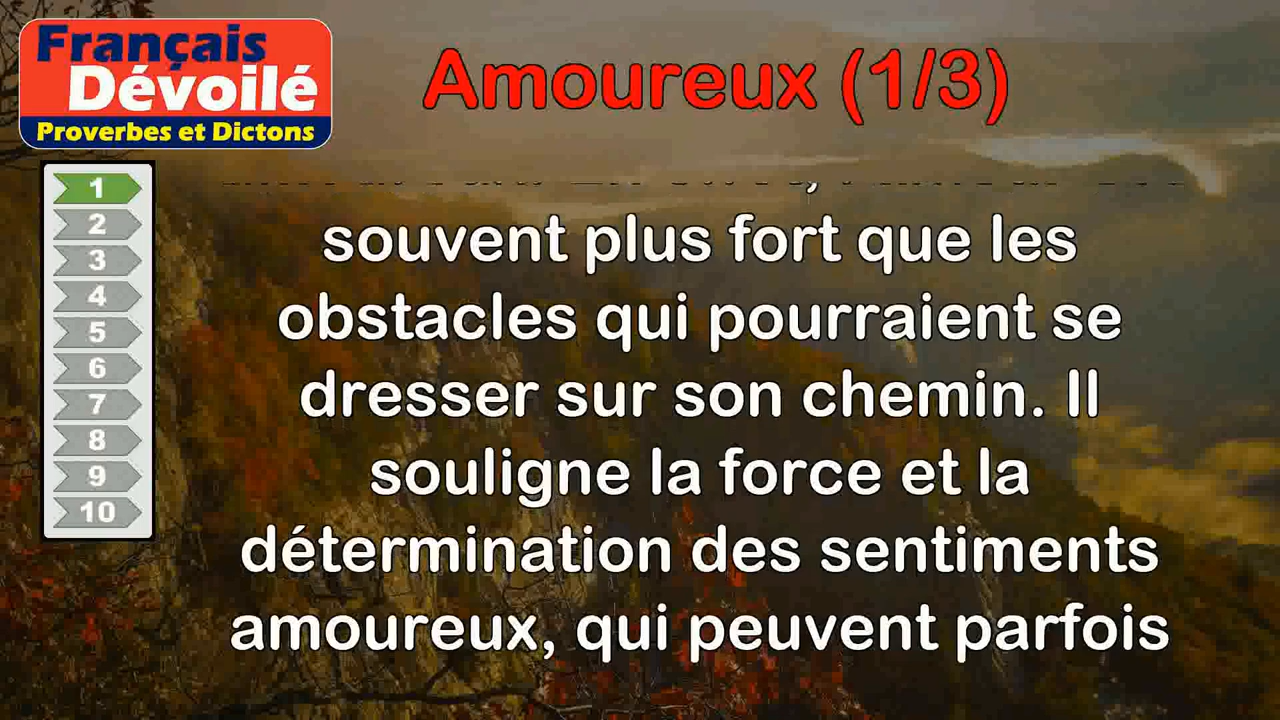 Français
Dévoilé
Proverbes et Dictons
Amoureux (1/3)
1
2
3
4
5
6
7
8
9
10
souvent plus fort que les
obstacles qui pourraient se
dresser sur son chemin. Il
souligne la force et la
détermination des sentiments
amoureux, qui peuvent parfois